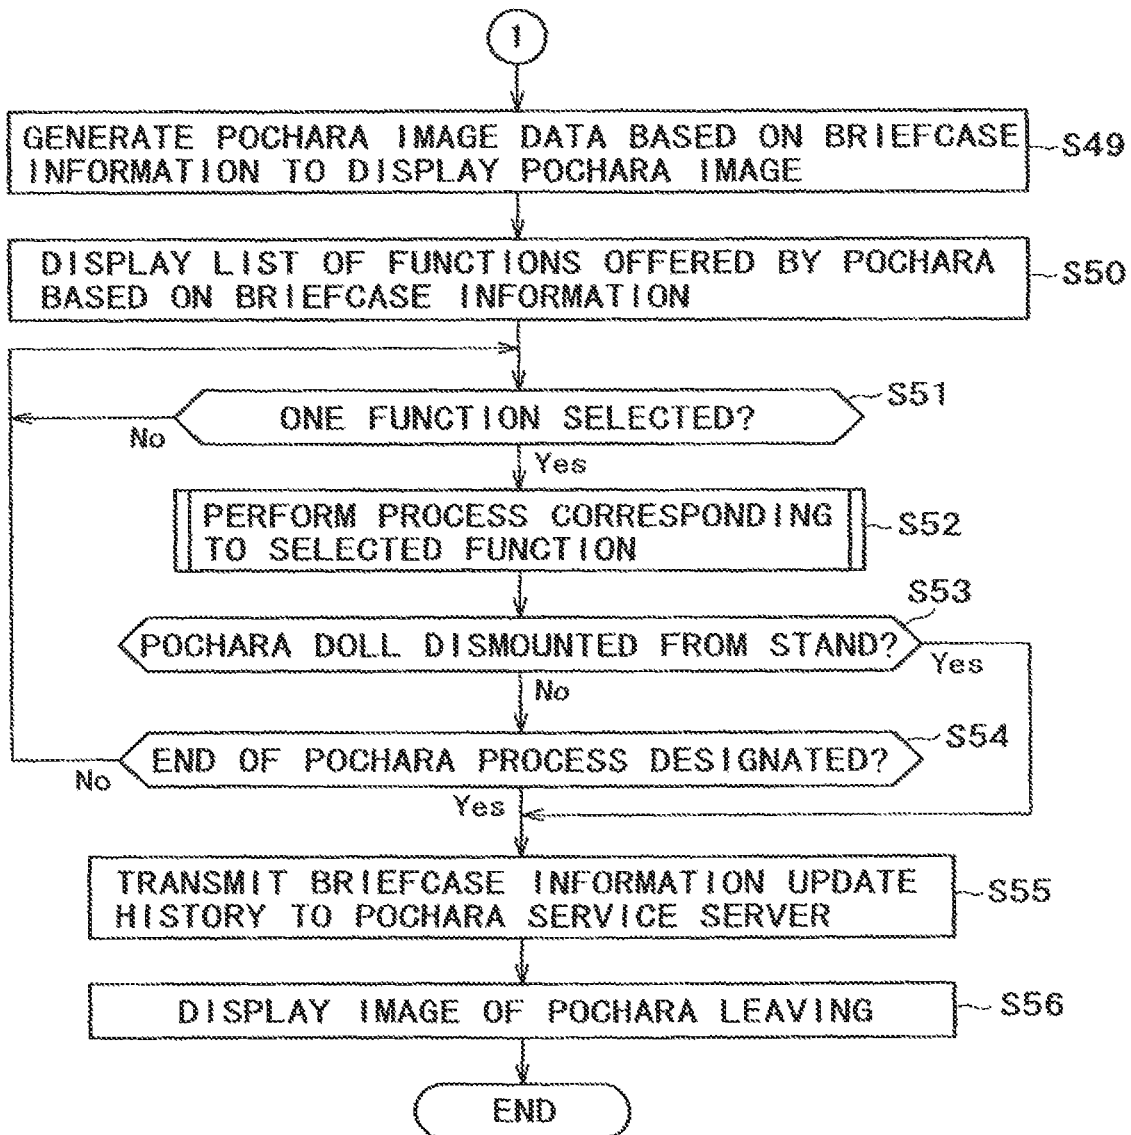 1
GENERATE POCHARA IMAGE DATA BASED ON BRIEFCASE
INFORMATION TO DISPLAY POCHARA IMAGE
S49
DISPLAY LIST OF FUNCTIONS OFFERED BY POCHARA
BASED ON BRIEFCASE INFORMATION
S50
ONE FUNCTION SELECTED?
S51
No
Yes
PERFORM PROCESS CORRESPONDING
TO SELECTED FUNCTION
S52
S53
POCHARA DOLL DISMOUNTED FROM STAND?
Yes
No
S54
END OF POCHARA PROCESS DESIGNATED?
No
Yes
TRANSMIT BRIEFCASE INFORMATION UPDATE
HISTORY TO POCHARA SERVICE SERVER
S55
DISPLAY IMAGE OF POCHARA LEAVING
S56
END